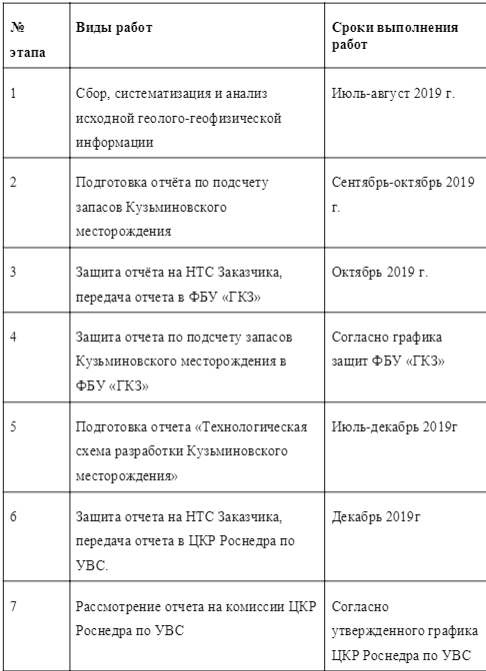 № этапа
Виды работ
Сроки выполнения
работ
1
Сбор, систематизация и анализ
исходной геолого-геофизической
информации
Июль-август 2019 г.
2
Подготовка отчёта по подсчету
запасов Кузьминовского
месторождения
Сентябрь-октябрь 2019
г.
3
Защита отчёта на НТС Заказчика,
передача отчета в ФБУ «ГКЗ»
Октябрь 2019 г.
4
Защита отчета по подсчету запасов
Кузьминовского месторождения в
ФБУ «ГКЗ»
Согласно графика
защит ФБУ «ГКЗ»
5
Подготовка отчета «Технологическая
схема разработки Кузьминовского
месторождения»
Июль-декабрь 2019г
6
Защита отчета на НТС Заказчика,
передача отчета в ЦКР Роснедра по
УВС.
Декабрь 2019г
7
Рассмотрение отчета на комиссии ЦКР
Роснедра по УВС
Согласно
утвержденного графика
ЦКР Роснедра по УВС